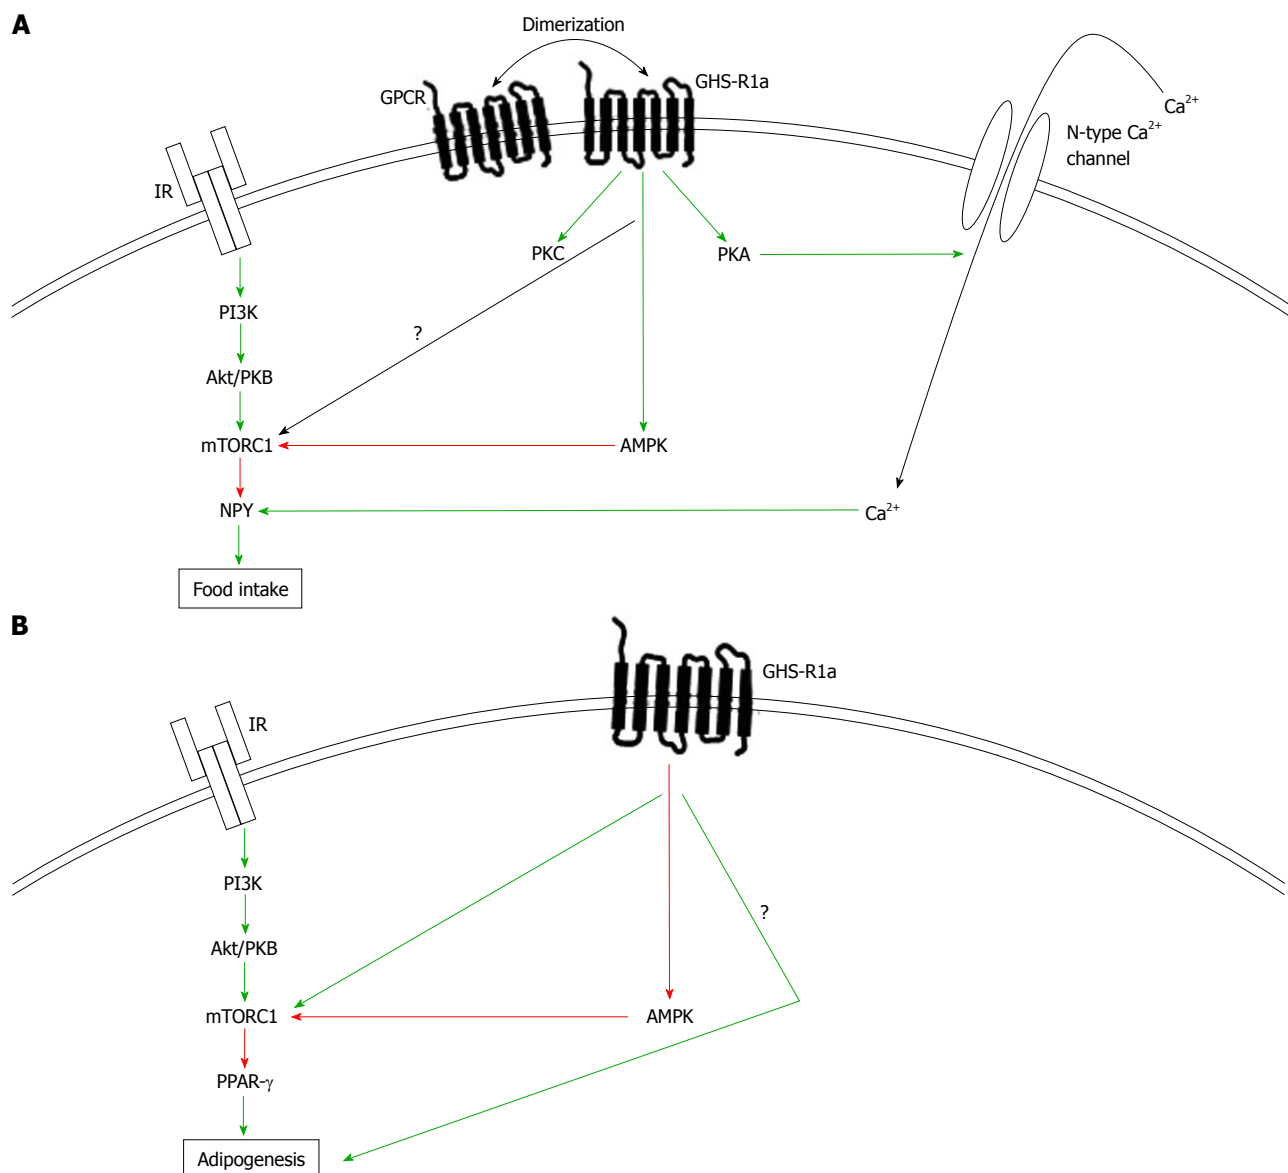 A
Dimerization
GPCR
GHS-R1a
Ca²⁺
N-type Ca²⁺
channel
IR
PKC
PKA
PI3K
?
Akt/PKB
mTORC1
AMPK
NPY
Ca²⁺
Food intake
B
GHS-R1a
IR
PI3K
?
Akt/PKB
mTORC1
AMPK
PPAR-γ
Adipogenesis